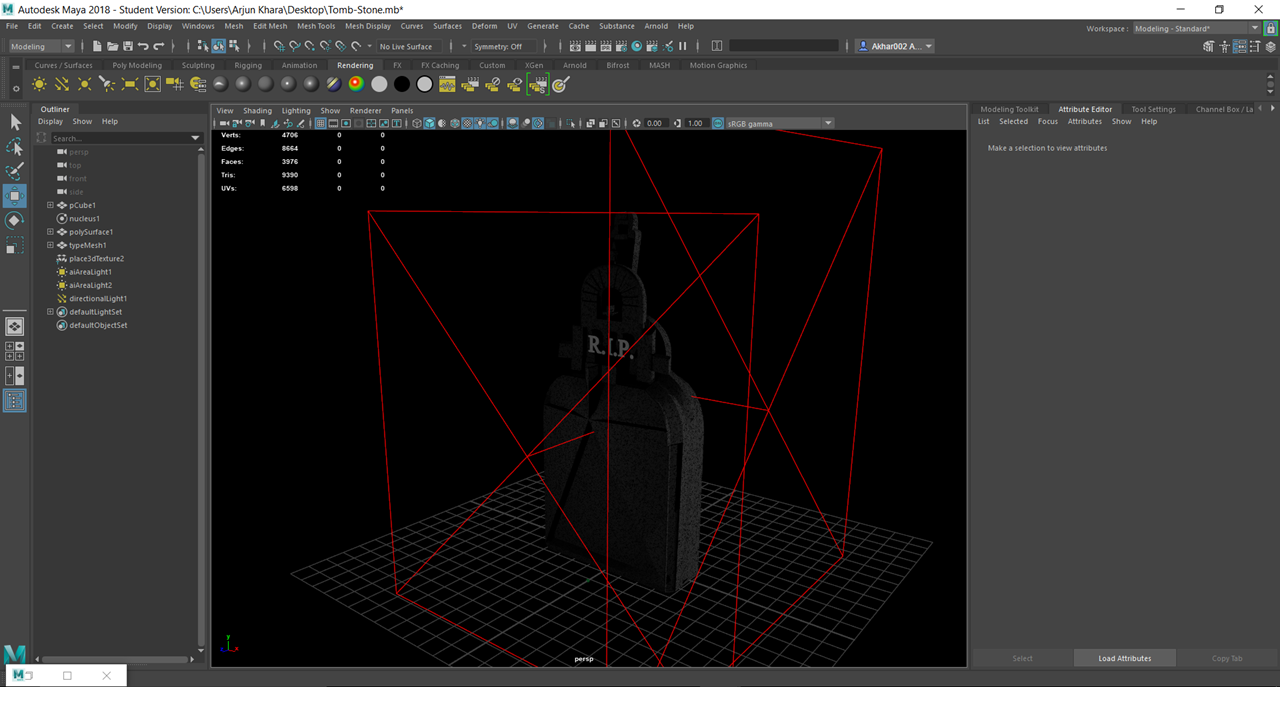 Autodesk Maya 2018 - Student Version: C:\Users\Arjun Khara\Desktop\Tomb-Stone.mb*
File Edit Create Select Modify Display Windows Mesh Edit Mesh Mesh Tools Mesh Display Curves Surfaces Deform UV Generate Cache Substance Arnold Help
Workspace: Modeling - Standard*
Modeling No Live Surface Symmetry: Off Akhar002 A...
Curves / Surfaces Poly Modeling Sculpting Rigging Animation Rendering FX FX Caching Custom XGen Arnold Bifrost MASH Motion Graphics
Outliner
Display Show Help
Search...
persp
top
front
side
pCube1
nucleus1
polySurface1
typeMesh1
place3dTexture2
aiAreaLight1
aiAreaLight2
directionalLight1
defaultLightSet
defaultObjectSet
View Shading Lighting Show Renderer Panels
0.00 1.00 sRGB gamma
Verts: 4706 0 0
Edges: 8664 0 0
Faces: 3976 0 0
Tris: 9390 0 0
UVs: 6598 0 0
R.I.P.
y
x
persp
Modeling Toolkit Attribute Editor Tool Settings Channel Box / La
List Selected Focus Attributes Show Help
Make a selection to view attributes
Select Load Attributes Copy Tab